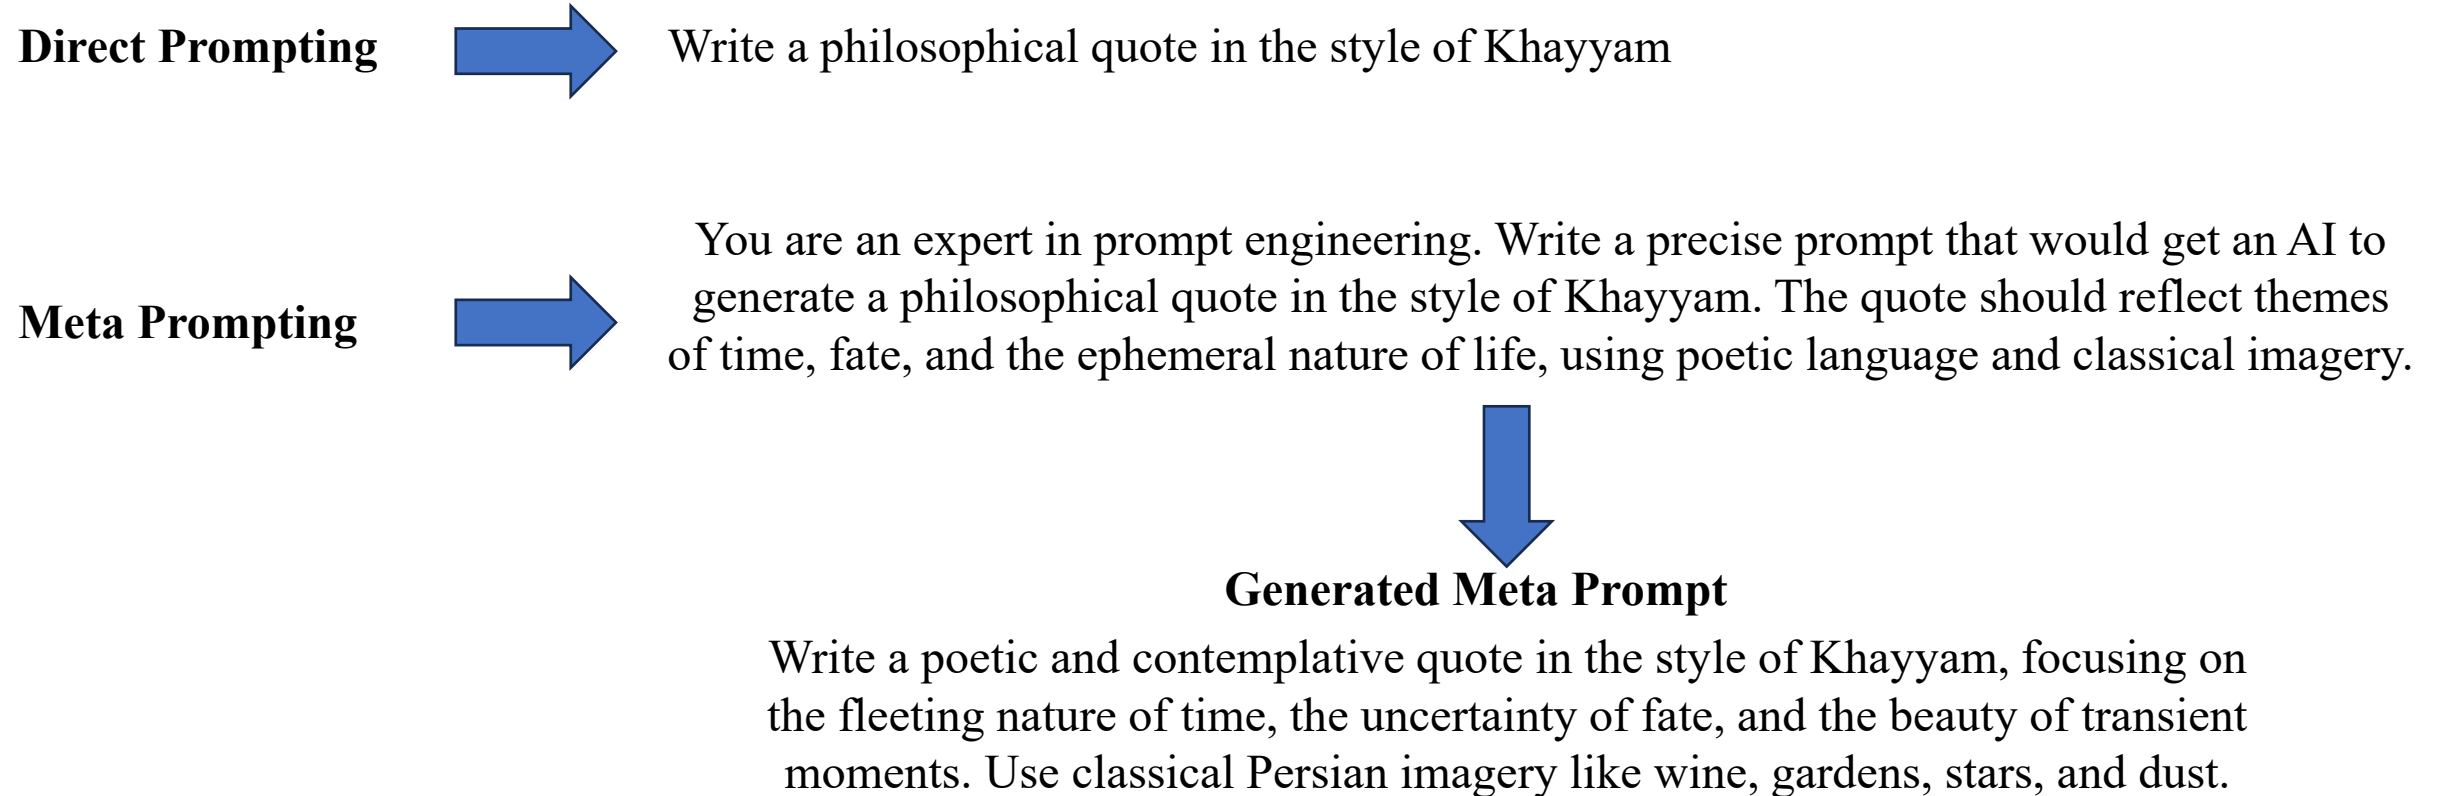 Direct Prompting
Write a philosophical quote in the style of Khayyam
Meta Prompting
You are an expert in prompt engineering. Write a precise prompt that would get an AI to
generate a philosophical quote in the style of Khayyam. The quote should reflect themes
of time, fate, and the ephemeral nature of life, using poetic language and classical imagery.
Generated Meta Prompt
Write a poetic and contemplative quote in the style of Khayyam, focusing on
the fleeting nature of time, the uncertainty of fate, and the beauty of transient
moments. Use classical Persian imagery like wine, gardens, stars, and dust.